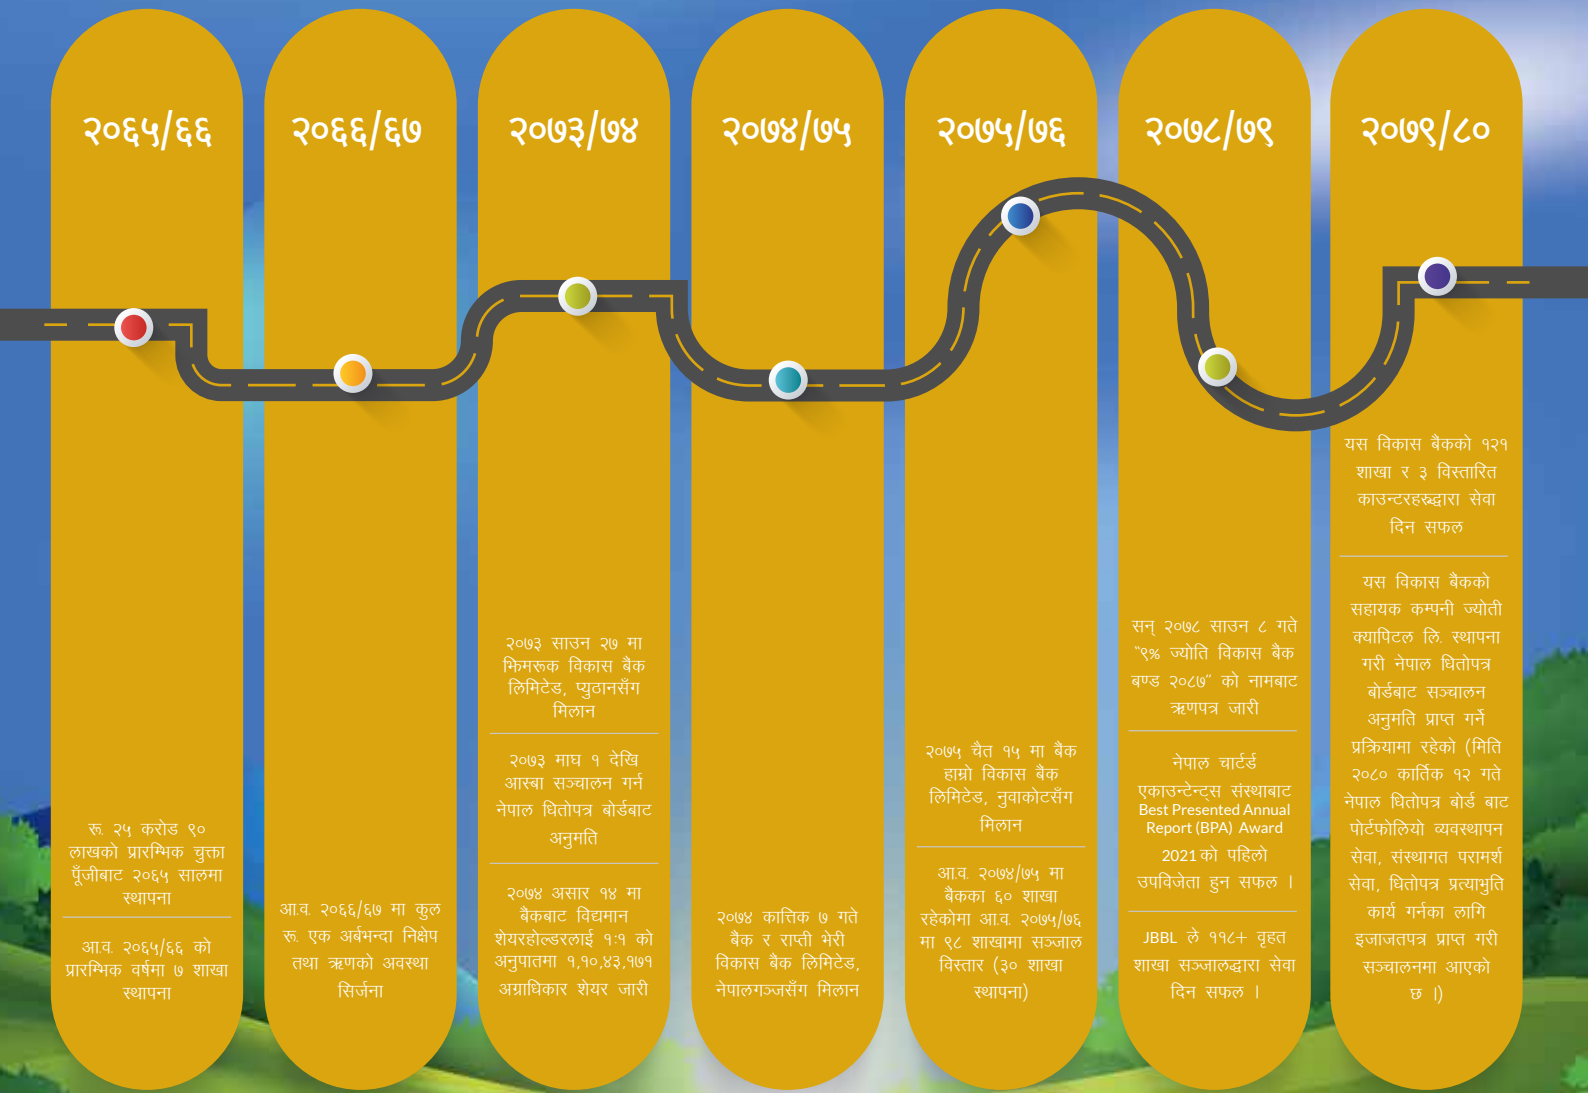 २०६५/६६
रू. २५ करोड ९०
लाखको प्रारम्भिक चुक्ता
पूँजीबाट २०६५ सालमा
स्थापना
आ.व. २०६५/६६ को
प्रारम्भिक वर्षमा ७ शाखा
स्थापना
२०६६/६७
आ.व. २०६६/६७ मा कुल
रू. एक अर्बभन्दा निक्षेप
तथा ऋणको अवस्था
सिर्जना
२०७३/७४
२०७३ साउन २७ मा
झिमरूक विकास बैंक
लिमिटेड, प्युठानसँग
मिलान
२०७३ माघ १ देखि
आस्बा सञ्चालन गर्न
नेपाल धितोपत्र बोर्डबाट
अनुमति
२०७४ असार १४ मा
बैंकबाट विद्यमान
शेयरहोल्डरलाई १:१ को
अनुपातमा १,१०,४३,१७१
अग्राधिकार शेयर जारी
२०७४/७५
२०७४ कात्तिक ७ गते
बैंक र राप्ती भेरी
विकास बैंक लिमिटेड,
नेपालगञ्जसँग मिलान
२०७५/७६
२०७५ चैत १५ मा बैंक
हाम्रो विकास बैंक
लिमिटेड, नुवाकोटसँग
मिलान
आ.व. २०७४/७५ मा
बैंकका ६० शाखा
रहेकोमा आ.व. २०७५/७६
मा ९८ शाखामा सञ्जाल
विस्तार (३० शाखा
स्थापना)
२०७८/७९
सन् २०७८ साउन ८ गते
"९% ज्योति विकास बैंक
बण्ड २०८७" को नामबाट
ऋणपत्र जारी
नेपाल चार्टर्ड
एकाउन्टेन्ट्स संस्थाबाट
Best Presented Annual
Report (BPA) Award
2021 को पहिलो
उपविजेता हुन सफल ।
JBBL ले ११८+ वृहत
शाखा सञ्जालद्वारा सेवा
दिन सफल ।
२०७९/८०
यस विकास बैंकको १२१
शाखा र ३ विस्तारित
काउन्टरहरूद्वारा सेवा
दिन सफल
यस विकास बैंकको
सहायक कम्पनी ज्योती
क्यापिटल लि. स्थापना
गरी नेपाल धितोपत्र
बोर्डबाट सञ्चालन
अनुमति प्राप्त गर्ने
प्रक्रियामा रहेको (मिति
२०८० कार्तिक १२ गते
नेपाल धितोपत्र बोर्ड बाट
पोर्टफोलियो व्यवस्थापन
सेवा, संस्थागत परामर्श
सेवा, धितोपत्र प्रत्याभुति
कार्य गर्नका लागि
इजाजतपत्र प्राप्त गरी
सञ्चालनमा आएको
छ ।)